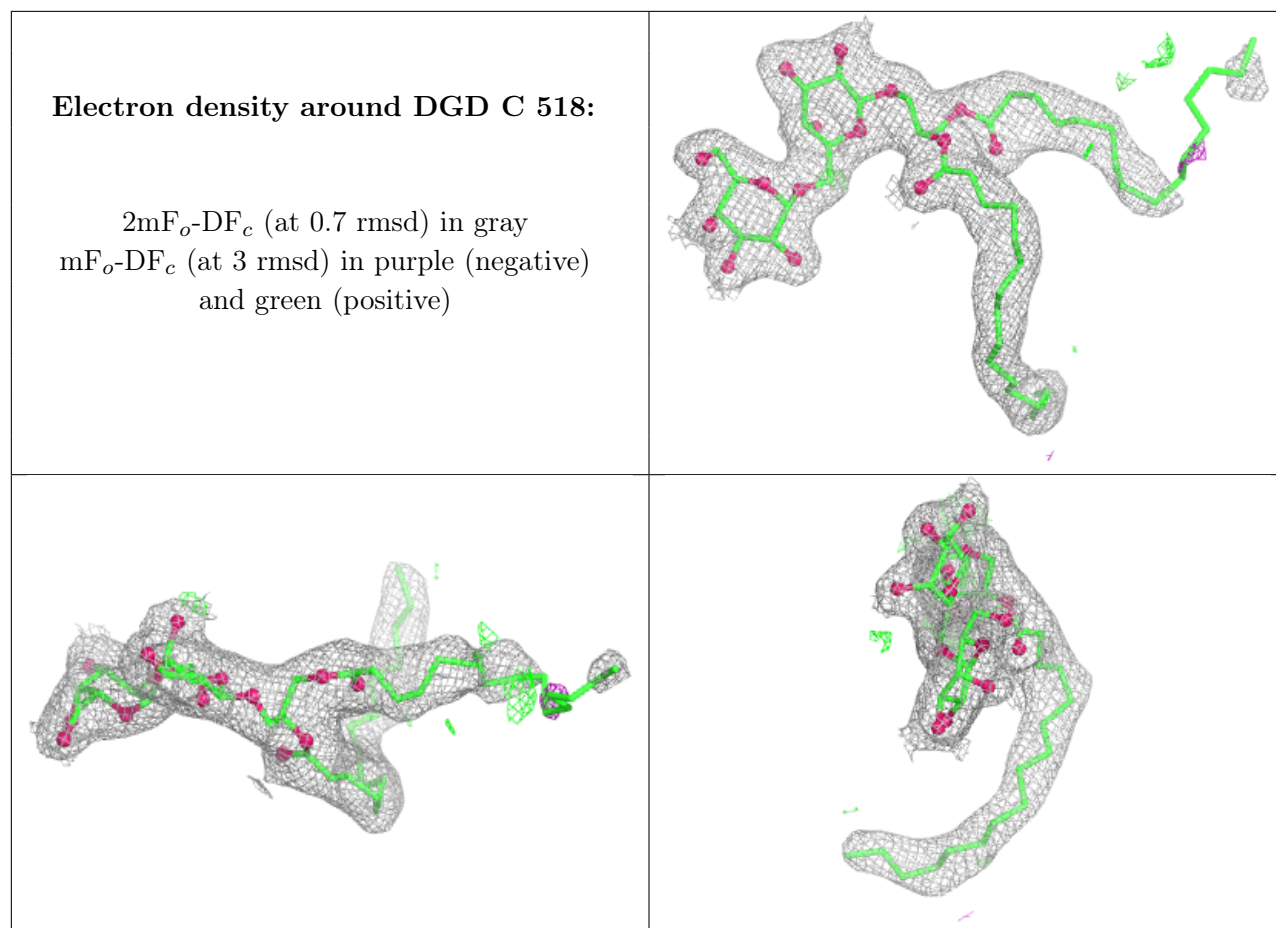 Electron density around DGD C 518:
2mFo-DFc (at 0.7 rmsd) in gray
mFo-DFc (at 3 rmsd) in purple (negative)
and green (positive)